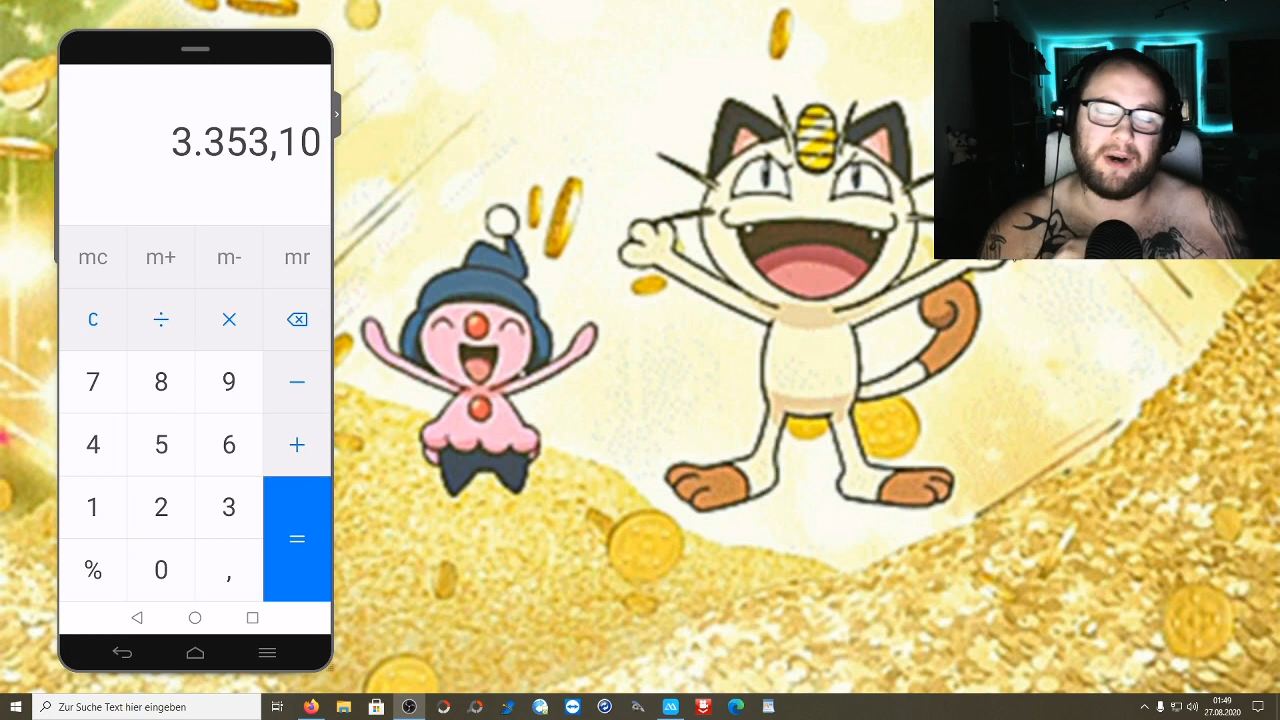 3.353,10
mc m+ m- mr
C ÷ ×
7 8 9 −
4 5 6 +
1 2 3
% 0 , =
Zur Suche Text hier eingeben
01:49
27.08.2020